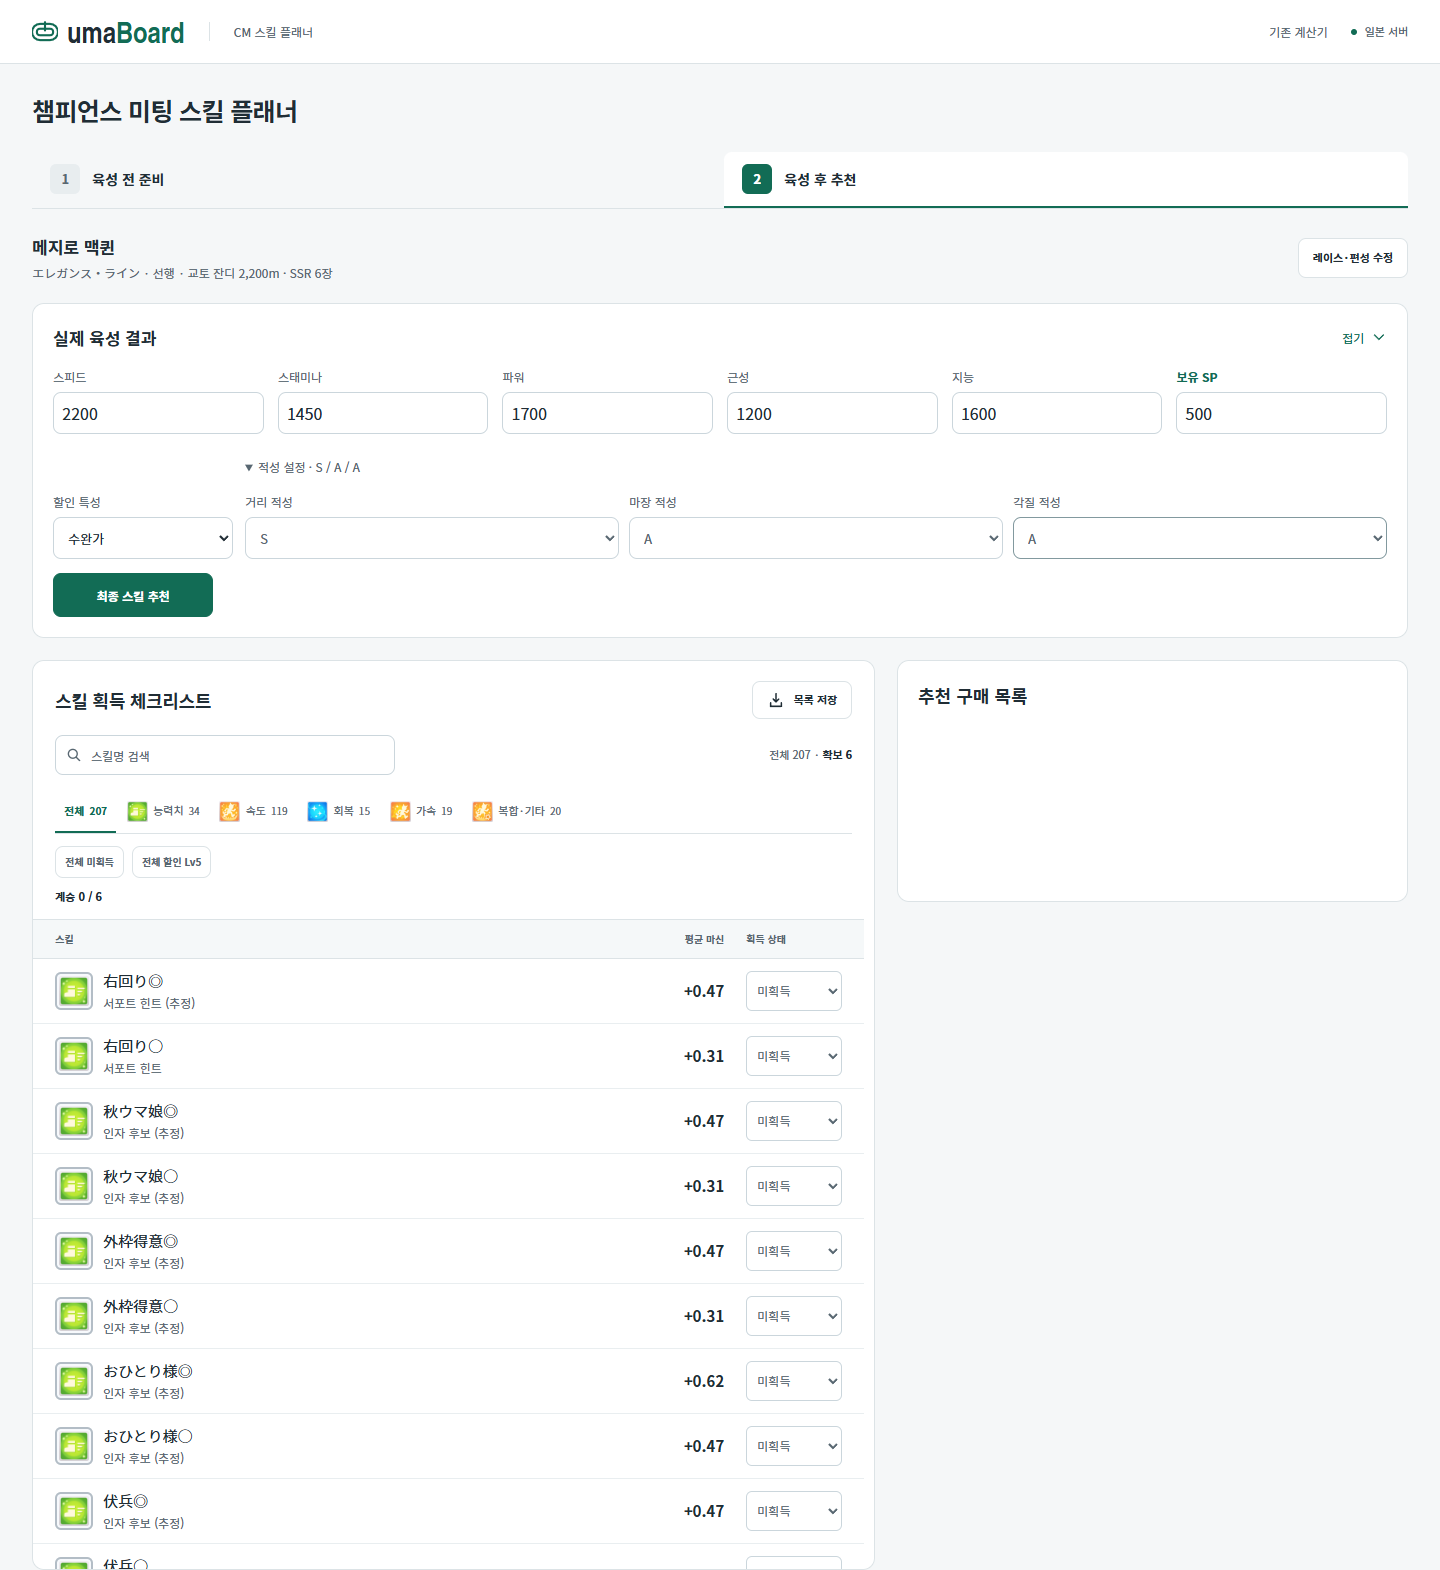 umaBoard
CM 스킬 플래너
기존 계산기
일본 서버
챔피언스 미팅 스킬 플래너
1 육성 전 준비
2 육성 후 추천
메지로 맥퀸
エレガンス・ライン · 선행 · 교토 잔디 2,200m · SSR 6장
레이스·편성 수정
실제 육성 결과
접기
스피드 스태미나 파워 근성 지능 보유 SP
2200 1450 1700 1200 1600 500
▼ 적성 설정 · S / A / A
할인 특성 거리 적성 마장 적성 각질 적성
수완가 S A A
최종 스킬 추천
스킬 획득 체크리스트
목록 저장
스킬명 검색
전체 207 · 확보 6
전체 207 능력치 34 속도 119 회복 15 가속 19 복합·기타 20
전체 미획득 전체 할인 Lv5
계승 0 / 6
스킬 평균 마신 획득 상태
右回り◎
서포트 힌트 (추정)
+0.47 미획득
右回り○
서포트 힌트
+0.31 미획득
秋ウマ娘◎
인자 후보 (추정)
+0.47 미획득
秋ウマ娘○
인자 후보 (추정)
+0.31 미획득
外枠得意◎
인자 후보 (추정)
+0.47 미획득
外枠得意○
인자 후보 (추정)
+0.31 미획득
おひとり様◎
인자 후보 (추정)
+0.62 미획득
おひとり様○
인자 후보 (추정)
+0.47 미획득
伏兵◎
인자 후보 (추정)
+0.47 미획득
伏兵○
추천 구매 목록